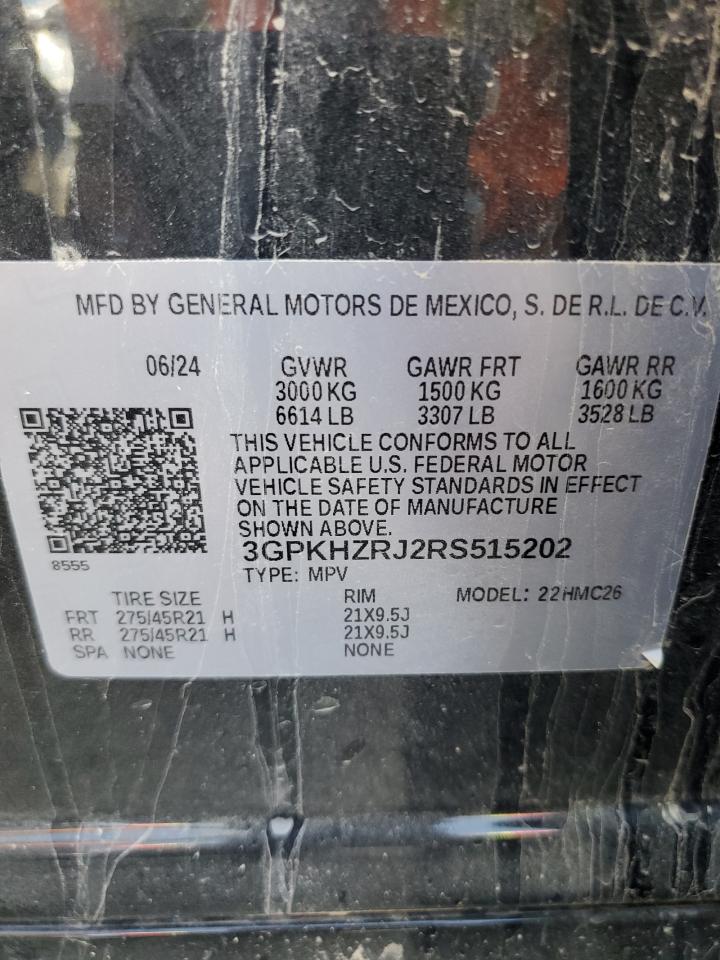 MFD BY GENERAL MOTORS DE MEXICO, S. DE R.L. DE C.V.
06/24 GVWR GAWR FRT GAWR RR
3000 KG 1500 KG 1600 KG
6614 LB 3307 LB 3528 LB
THIS VEHICLE CONFORMS TO ALL
APPLICABLE U.S. FEDERAL MOTOR
VEHICLE SAFETY STANDARDS IN EFFECT
ON THE DATE OF MANUFACTURE
SHOWN ABOVE.
3GPKHZRJ2RS515202
8555
TYPE: MPV
TIRE SIZE RIM MODEL: 22HMC26
FRT 275/45R21 H 21X9.5J
RR 275/45R21 H 21X9.5J
SPA NONE NONE